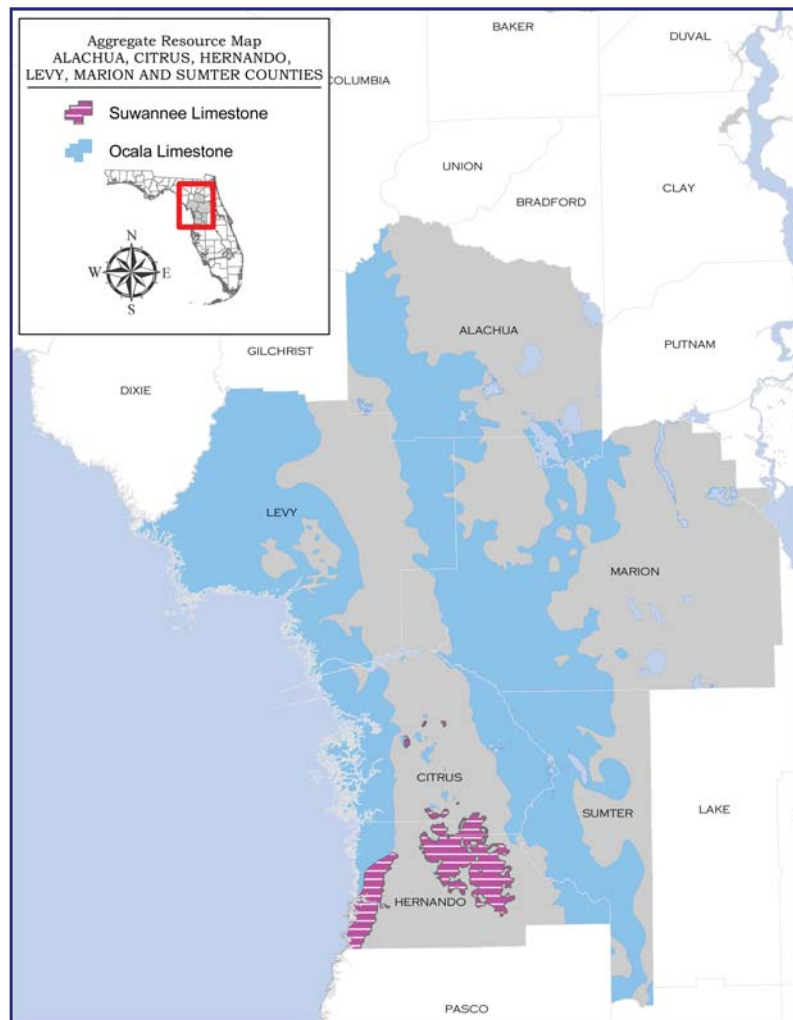 Aggregate Resource Map
ALACHUA, CITRUS, HERNANDO,
LEVY, MARION AND SUMTER COUNTIES
Suwannee Limestone
Ocala Limestone
N
W E
S
BAKER
DUVAL
COLUMBIA
UNION
CLAY
BRADFORD
ALACHUA
PUTNAM
GILCHRIST
DIXIE
LEVY
MARION
CITRUS
SUMTER
LAKE
HERNANDO
PASCO